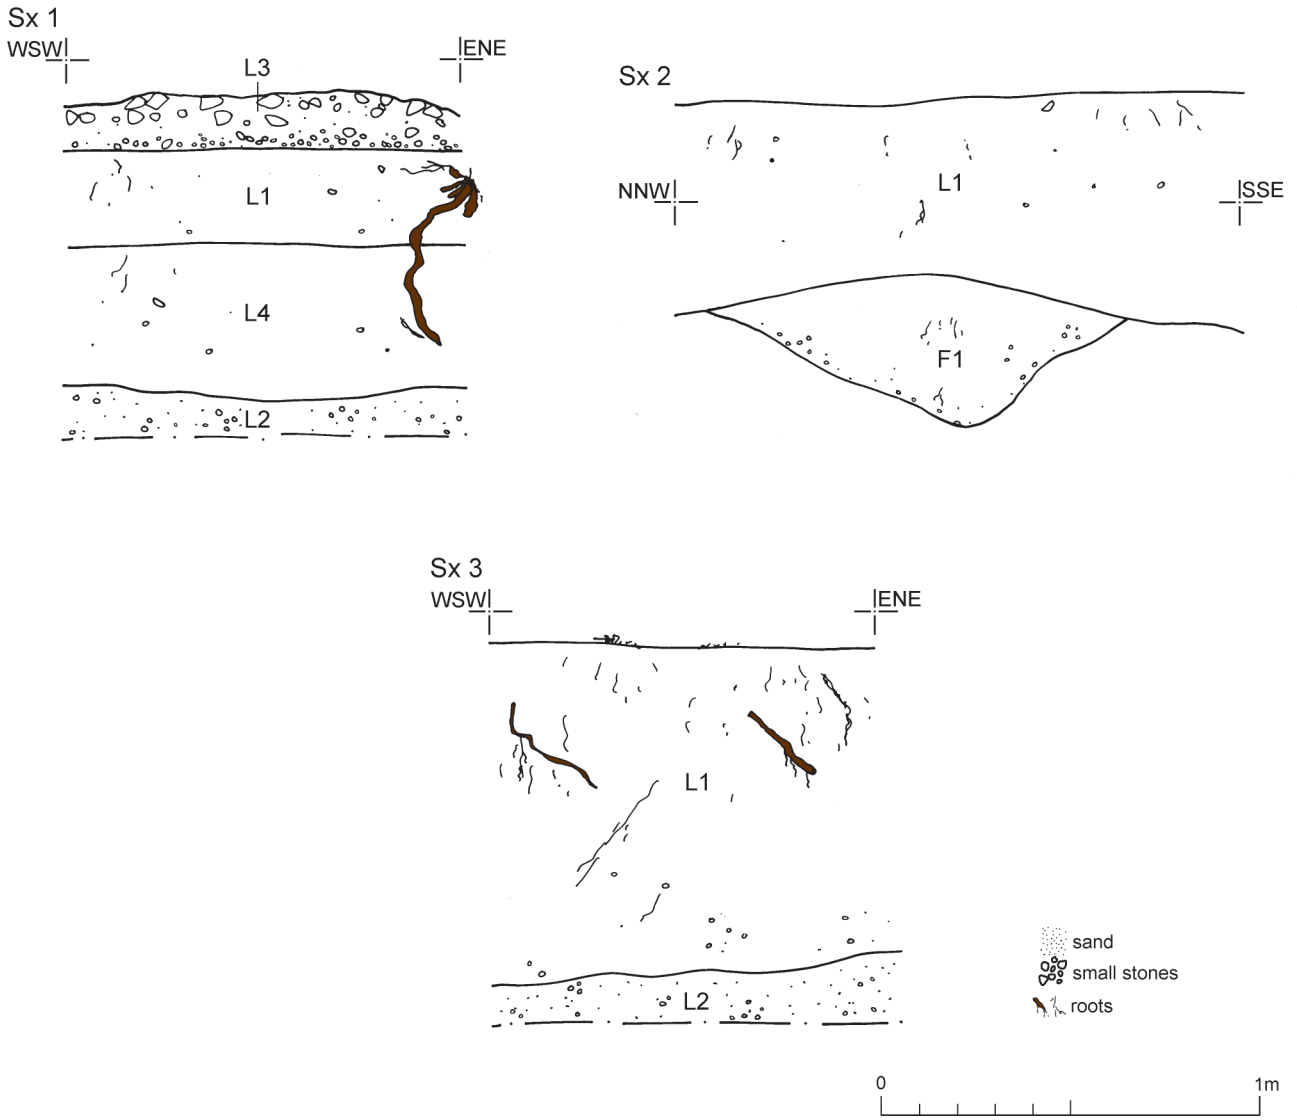 Sx 1
WSW ENE
L3
L1
L4
L2
Sx 2
L1
NNW SSE
F1
Sx 3
WSW ENE
L1
L2
sand
small stones
roots
0 1m